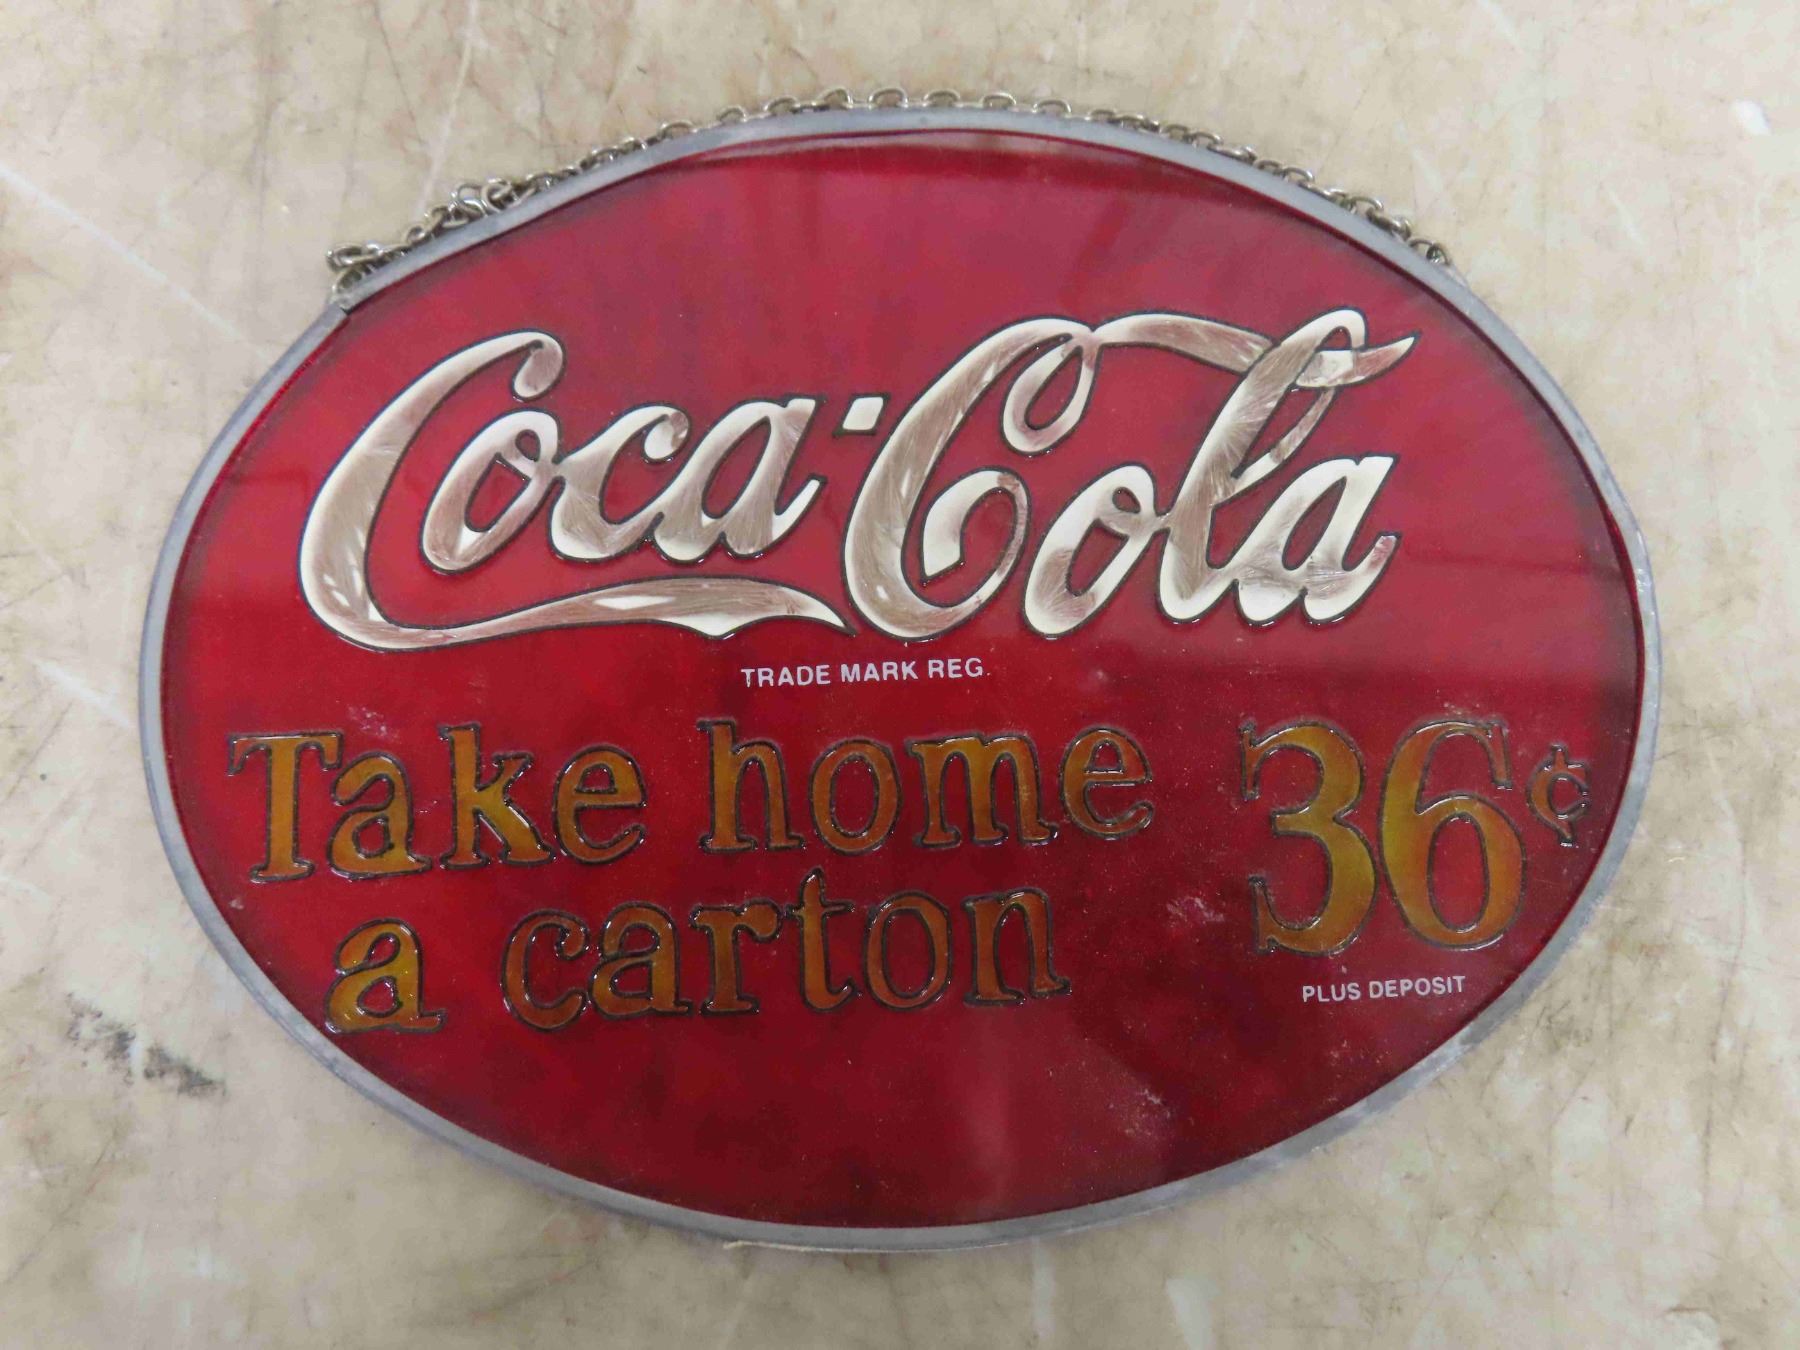 Coca-Cola
TRADE MARK REG.
Take home
a carton
36¢
PLUS DEPOSIT